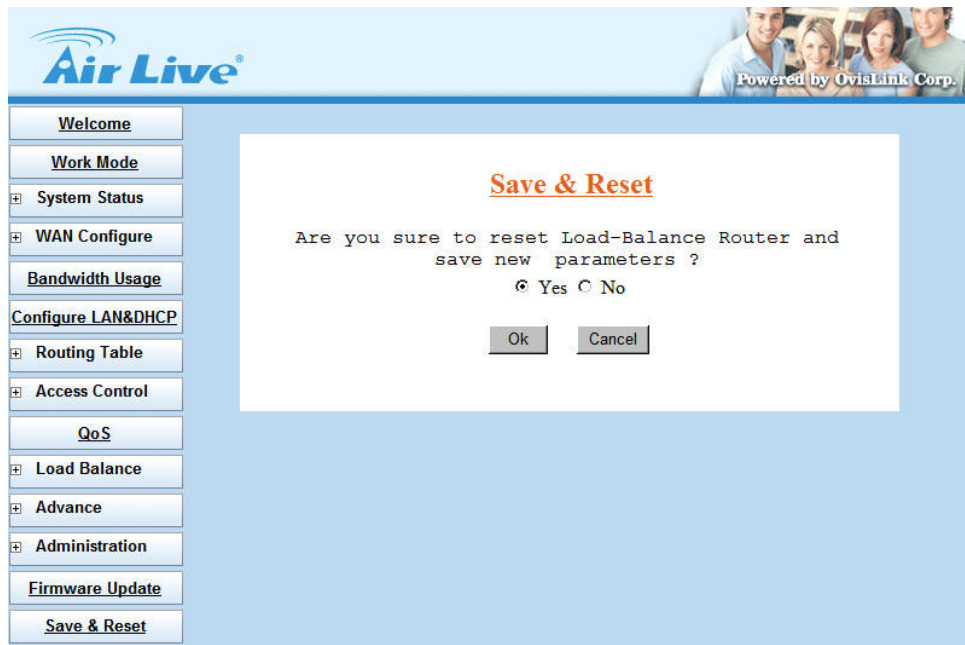 Air Live®
Powered by OvisLink Corp.
Welcome
Work Mode
System Status
WAN Configure
Bandwidth Usage
Configure LAN&DHCP
Routing Table
Access Control
QoS
Load Balance
Advance
Administration
Firmware Update
Save & Reset
Save & Reset
Are you sure to reset Load-Balance Router and
save new  parameters ?
Yes No
Ok Cancel